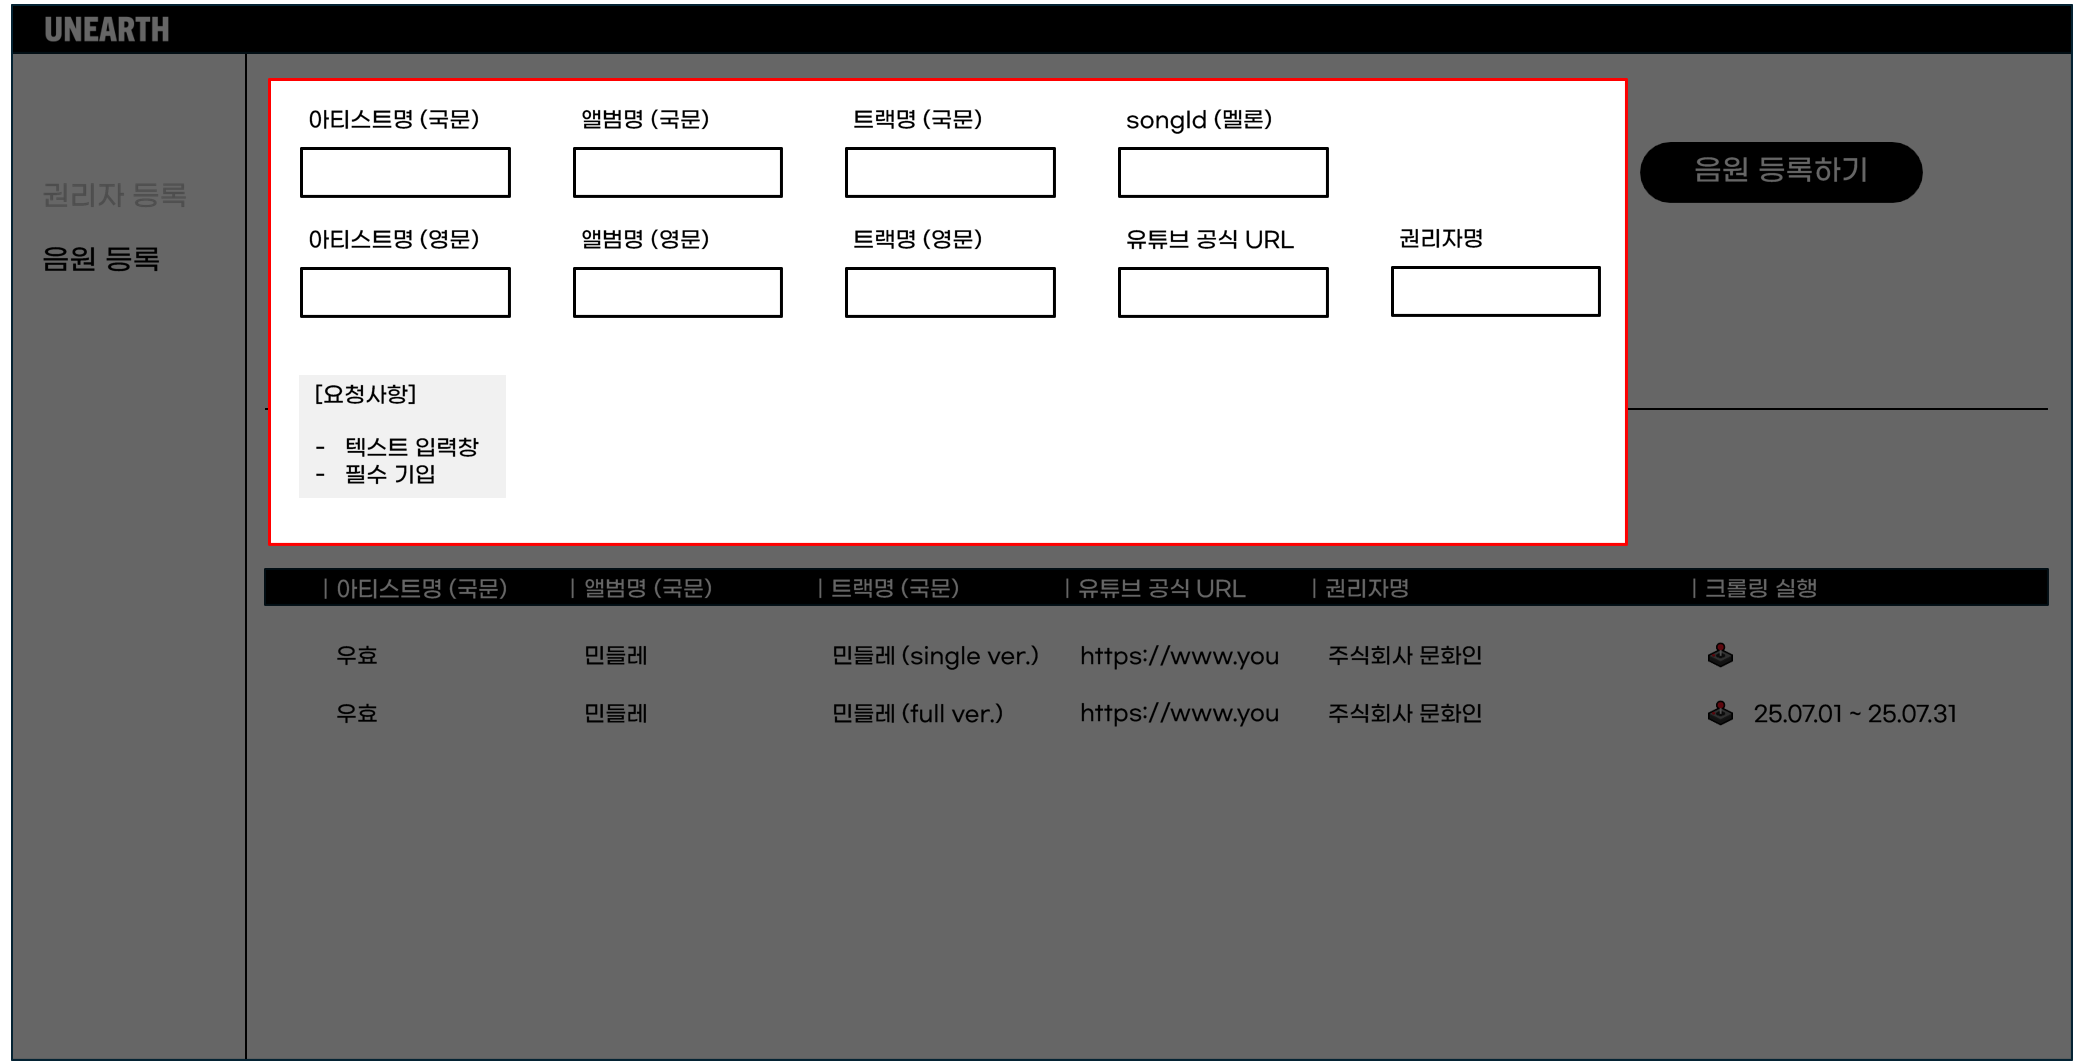 UNEARTH
권리자 등록
음원 등록
아티스트명 (국문) 앨범명 (국문) 트랙명 (국문) songId (멜론)
음원 등록하기
아티스트명 (영문) 앨범명 (영문) 트랙명 (영문) 유튜브 공식 URL 권리자명
[요청사항]
- 텍스트 입력창
- 필수 기입
| 아티스트명 (국문) | 앨범명 (국문) | 트랙명 (국문) | 유튜브 공식 URL | 권리자명 | 크롤링 실행
우효 민들레 민들레 (single ver.) https://www.you 주식회사 문화인
우효 민들레 민들레 (full ver.) https://www.you 주식회사 문화인 25.07.01 ~ 25.07.31